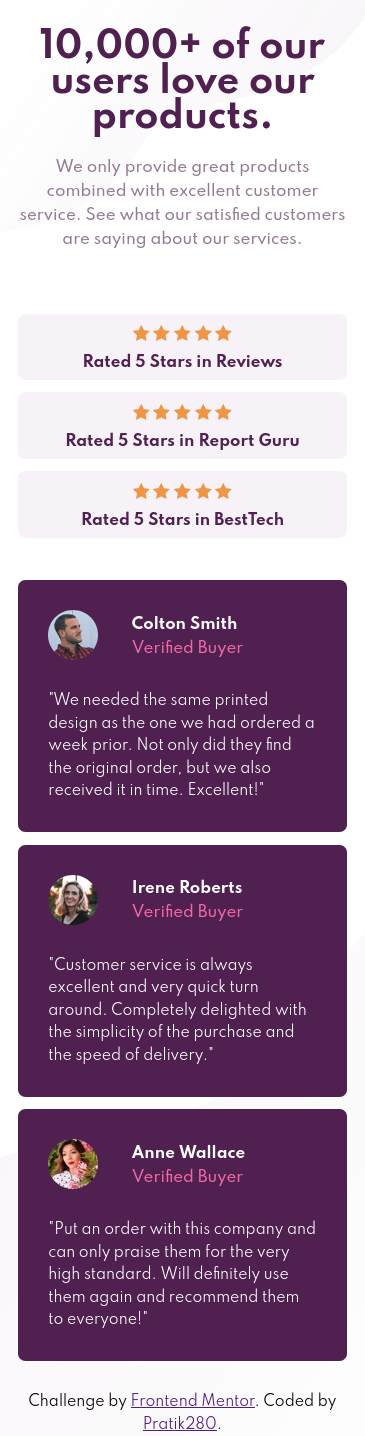 10,000+ of our
users love our
products.
We only provide great products
combined with excellent customer
service. See what our satisfied customers
are saying about our services.
Rated 5 Stars in Reviews
Rated 5 Stars in Report Guru
Rated 5 Stars in BestTech
Colton Smith
Verified Buyer
"We needed the same printed
design as the one we had ordered a
week prior. Not only did they find
the original order, but we also
received it in time. Excellent!"
Irene Roberts
Verified Buyer
"Customer service is always
excellent and very quick turn
around. Completely delighted with
the simplicity of the purchase and
the speed of delivery."
Anne Wallace
Verified Buyer
"Put an order with this company and
can only praise them for the very
high standard. Will definitely use
them again and recommend them
to everyone!"
Challenge by Frontend Mentor. Coded by
Pratik280.